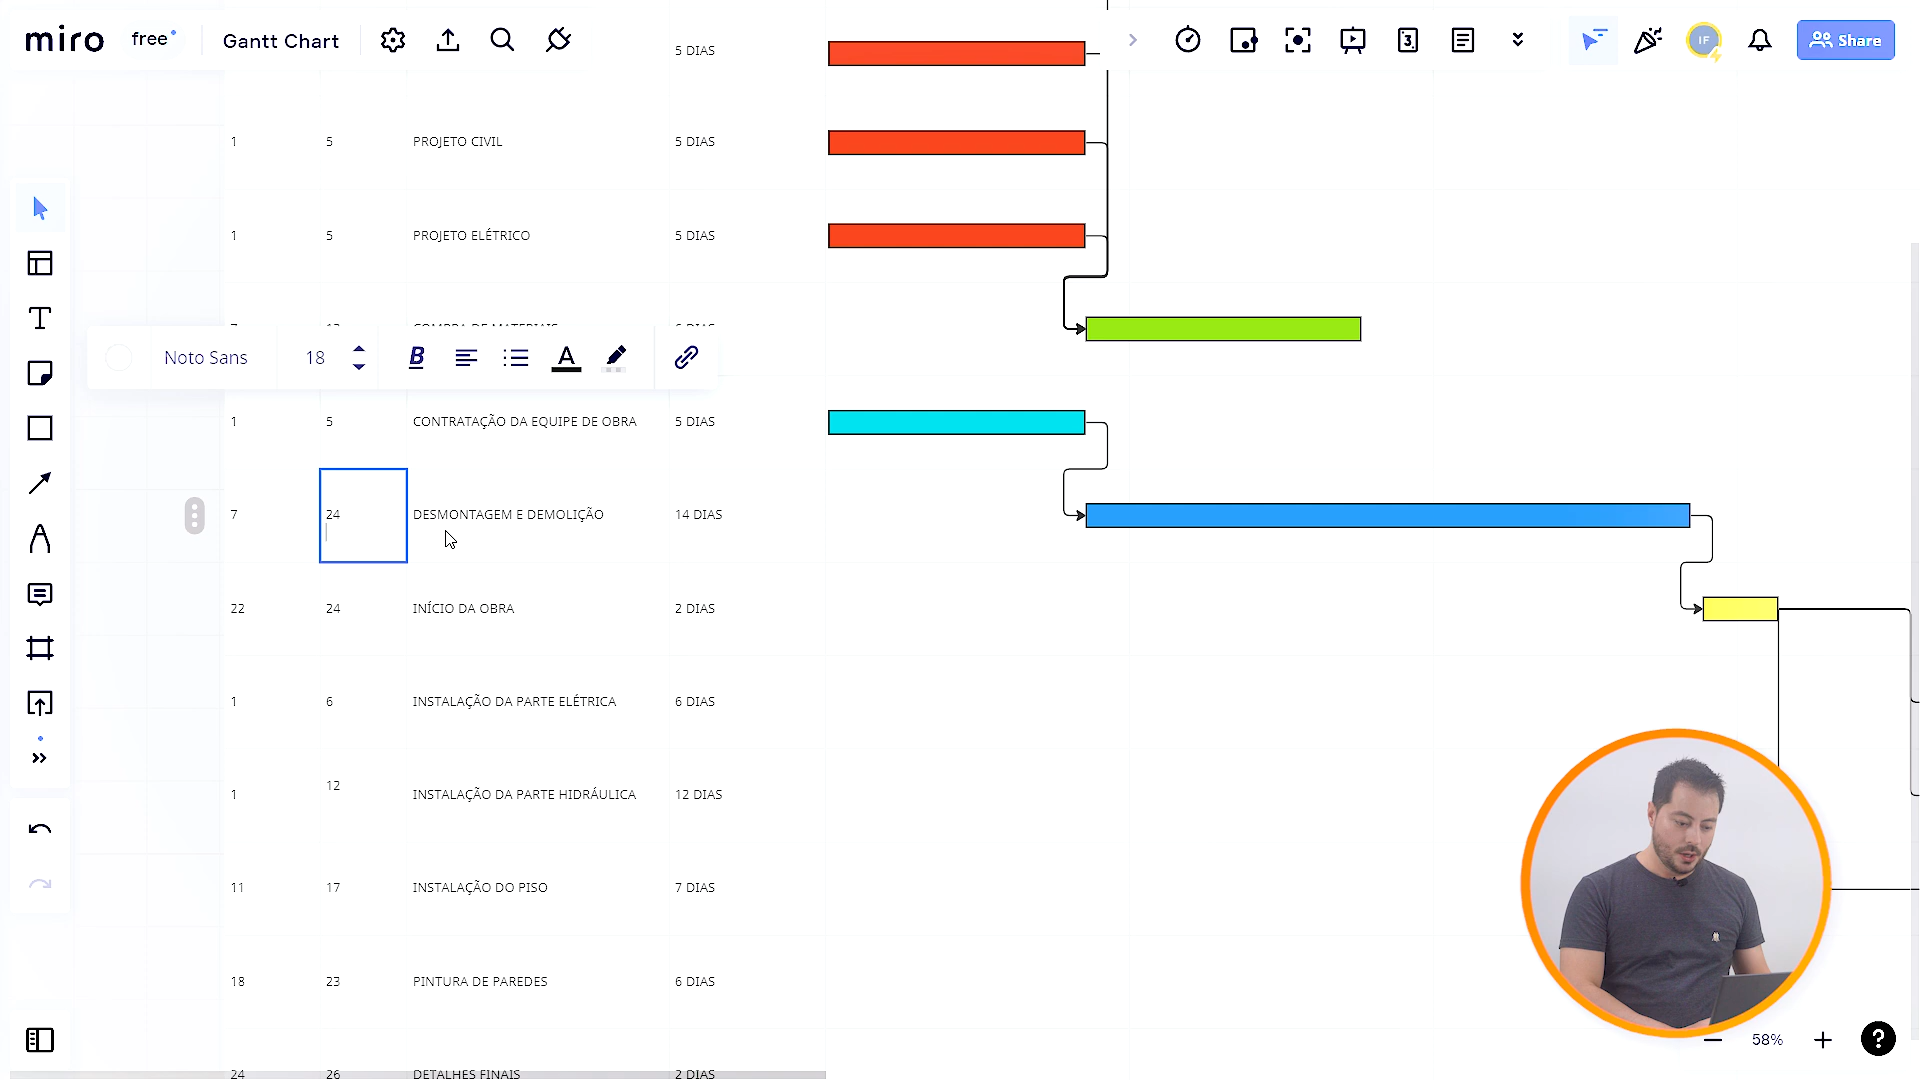 miro free Gantt Chart
3
IF
Share
5 DIAS
1 5 PROJETO CIVIL 5 DIAS
1 5 PROJETO ELÉTRICO 5 DIAS
Noto Sans 18 B A
1 5 CONTRATAÇÃO DA EQUIPE DE OBRA 5 DIAS
7 24 DESMONTAGEM E DEMOLIÇÃO 14 DIAS
22 24 INÍCIO DA OBRA 2 DIAS
1 6 INSTALAÇÃO DA PARTE ELÉTRICA 6 DIAS
1 12 INSTALAÇÃO DA PARTE HIDRÁULICA 12 DIAS
11 17 INSTALAÇÃO DO PISO 7 DIAS
18 23 PINTURA DE PAREDES 6 DIAS
24 26 DETALHES FINAIS 2 DIAS
58%
?